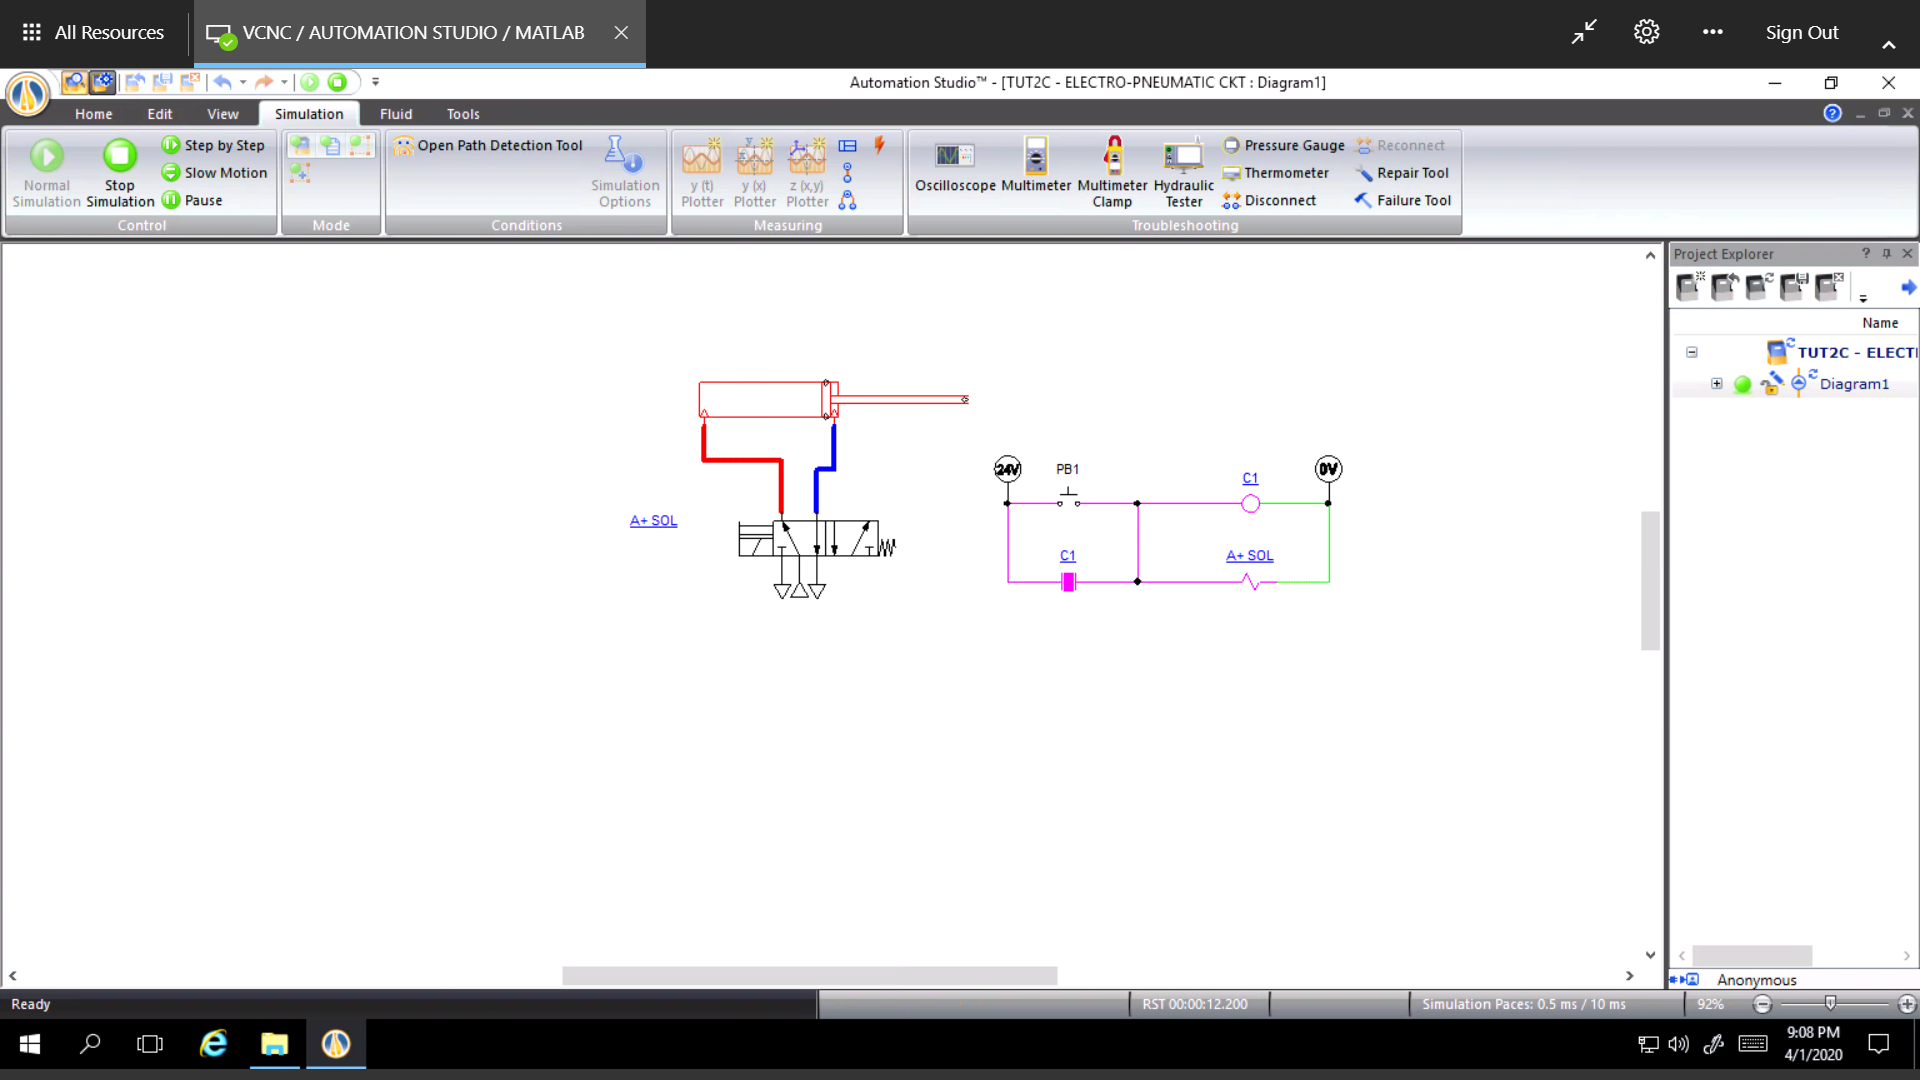 All Resources
VCNC / AUTOMATION STUDIO / MATLAB
Sign Out
Automation Studio™ - [TUT2C - ELECTRO-PNEUMATIC CKT : Diagram1]
Home Edit View Simulation Fluid Tools
Normal Simulation
Stop Simulation
Step by Step
Slow Motion
Pause
Control
Mode
Open Path Detection Tool
Simulation Options
Conditions
y (t) Plotter
y (x) Plotter
z (x,y) Plotter
Measuring
Oscilloscope
Multimeter
Multimeter Clamp
Hydraulic Tester
Pressure Gauge
Thermometer
Disconnect
Reconnect
Repair Tool
Failure Tool
Troubleshooting
Project Explorer
Name
TUT2C - ELECTI
Diagram1
A+ SOL
24V
PB1
C1
0V
C1
A+ SOL
Anonymous
Ready
RST 00:00:12.200
Simulation Paces: 0.5 ms / 10 ms
92%
9:08 PM
4/1/2020